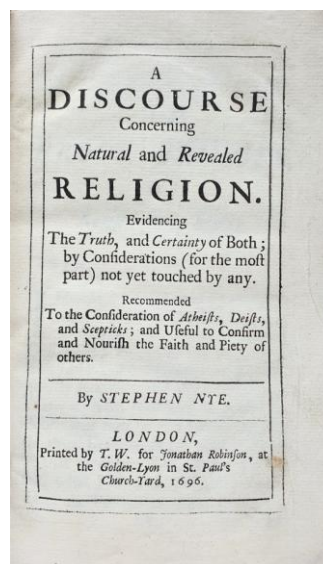 A
DISCOURSE
Concerning
Natural and Revealed
RELIGION.
Evidencing
The Truth, and Certainty of Both;
by Conſiderations (for the moſt
part) not yet touched by any.
Recommended
To the Conſideration of Atheiſts, Deiſts,
and Scepticks; and Uſeful to Confirm
and Nouriſh the Faith and Piety of
others.
By STEPHEN NYE.
LONDON,
Printed by T. W. for Jonathan Robinſon, at
the Golden-Lyon in St. Paul's
Church-Yard, 1696.